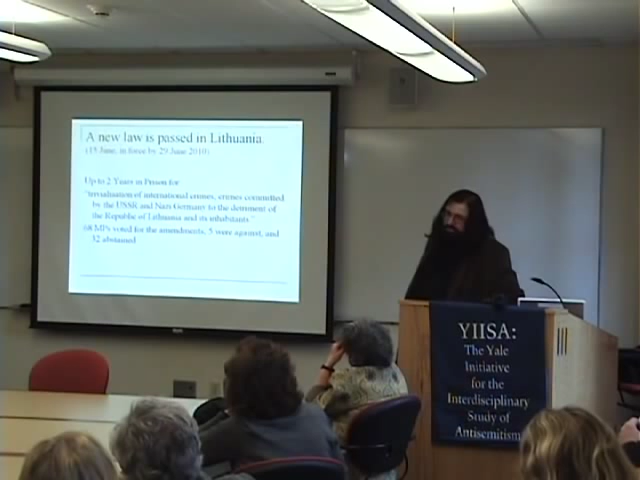 A new law is passed in Lithuania.
(15 June, in force by 29 June 2010)
Up to 2 Years in Prison for
"trivialisation of international crimes, crimes committed
by the USSR and Nazi Germany to the detriment of
the Republic of Lithuania and its inhabitants."
68 MPs voted for the amendments, 5 were against, and
32 abstained
YIISA:
The Yale
Initiative
for the
Interdisciplinary
Study of
Antisemitism